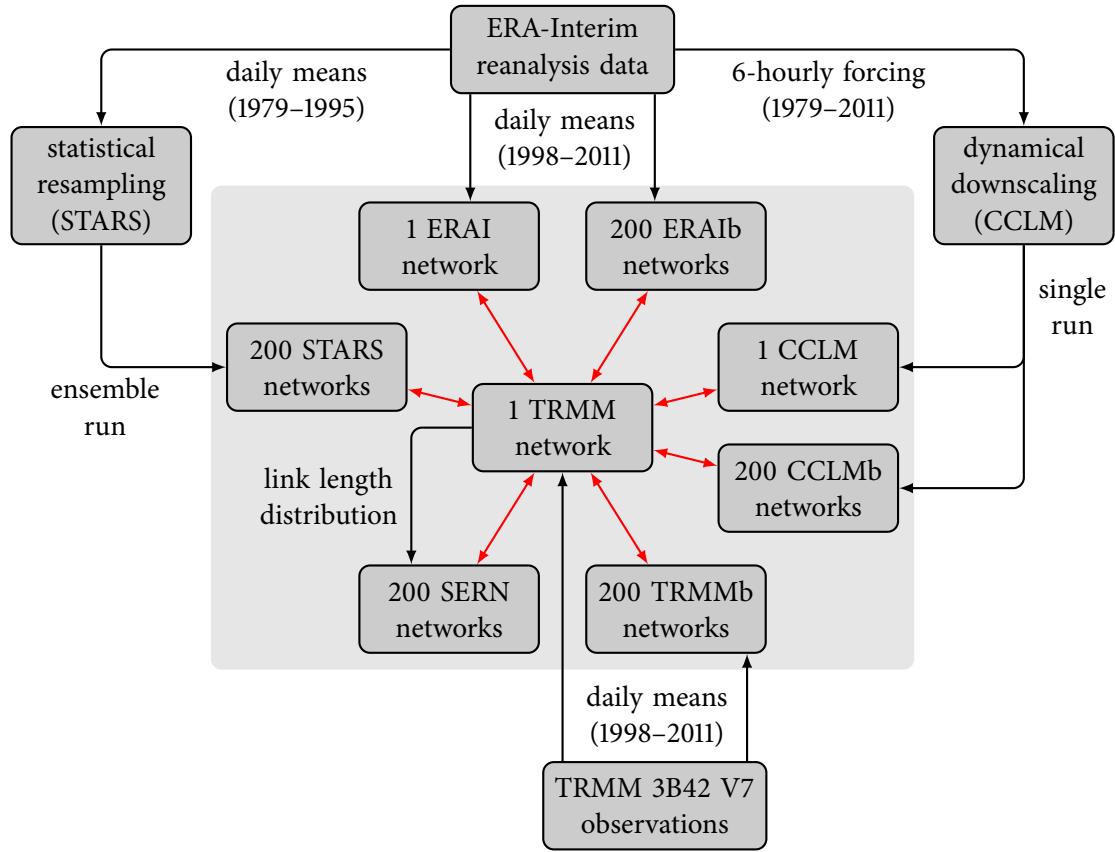 ERA-Interim
reanalysis data
daily means
(1979–1995)
6-hourly forcing
(1979–2011)
daily means
(1998–2011)
statistical
resampling
(STARS)
dynamical
downscaling
(CCLM)
1 ERAI
network
200 ERAIb
networks
single
run
200 STARS
networks
1 CCLM
network
ensemble
run
1 TRMM
network
200 CCLMb
networks
link length
distribution
200 SERN
networks
200 TRMMb
networks
daily means
(1998–2011)
TRMM 3B42 V7
observations